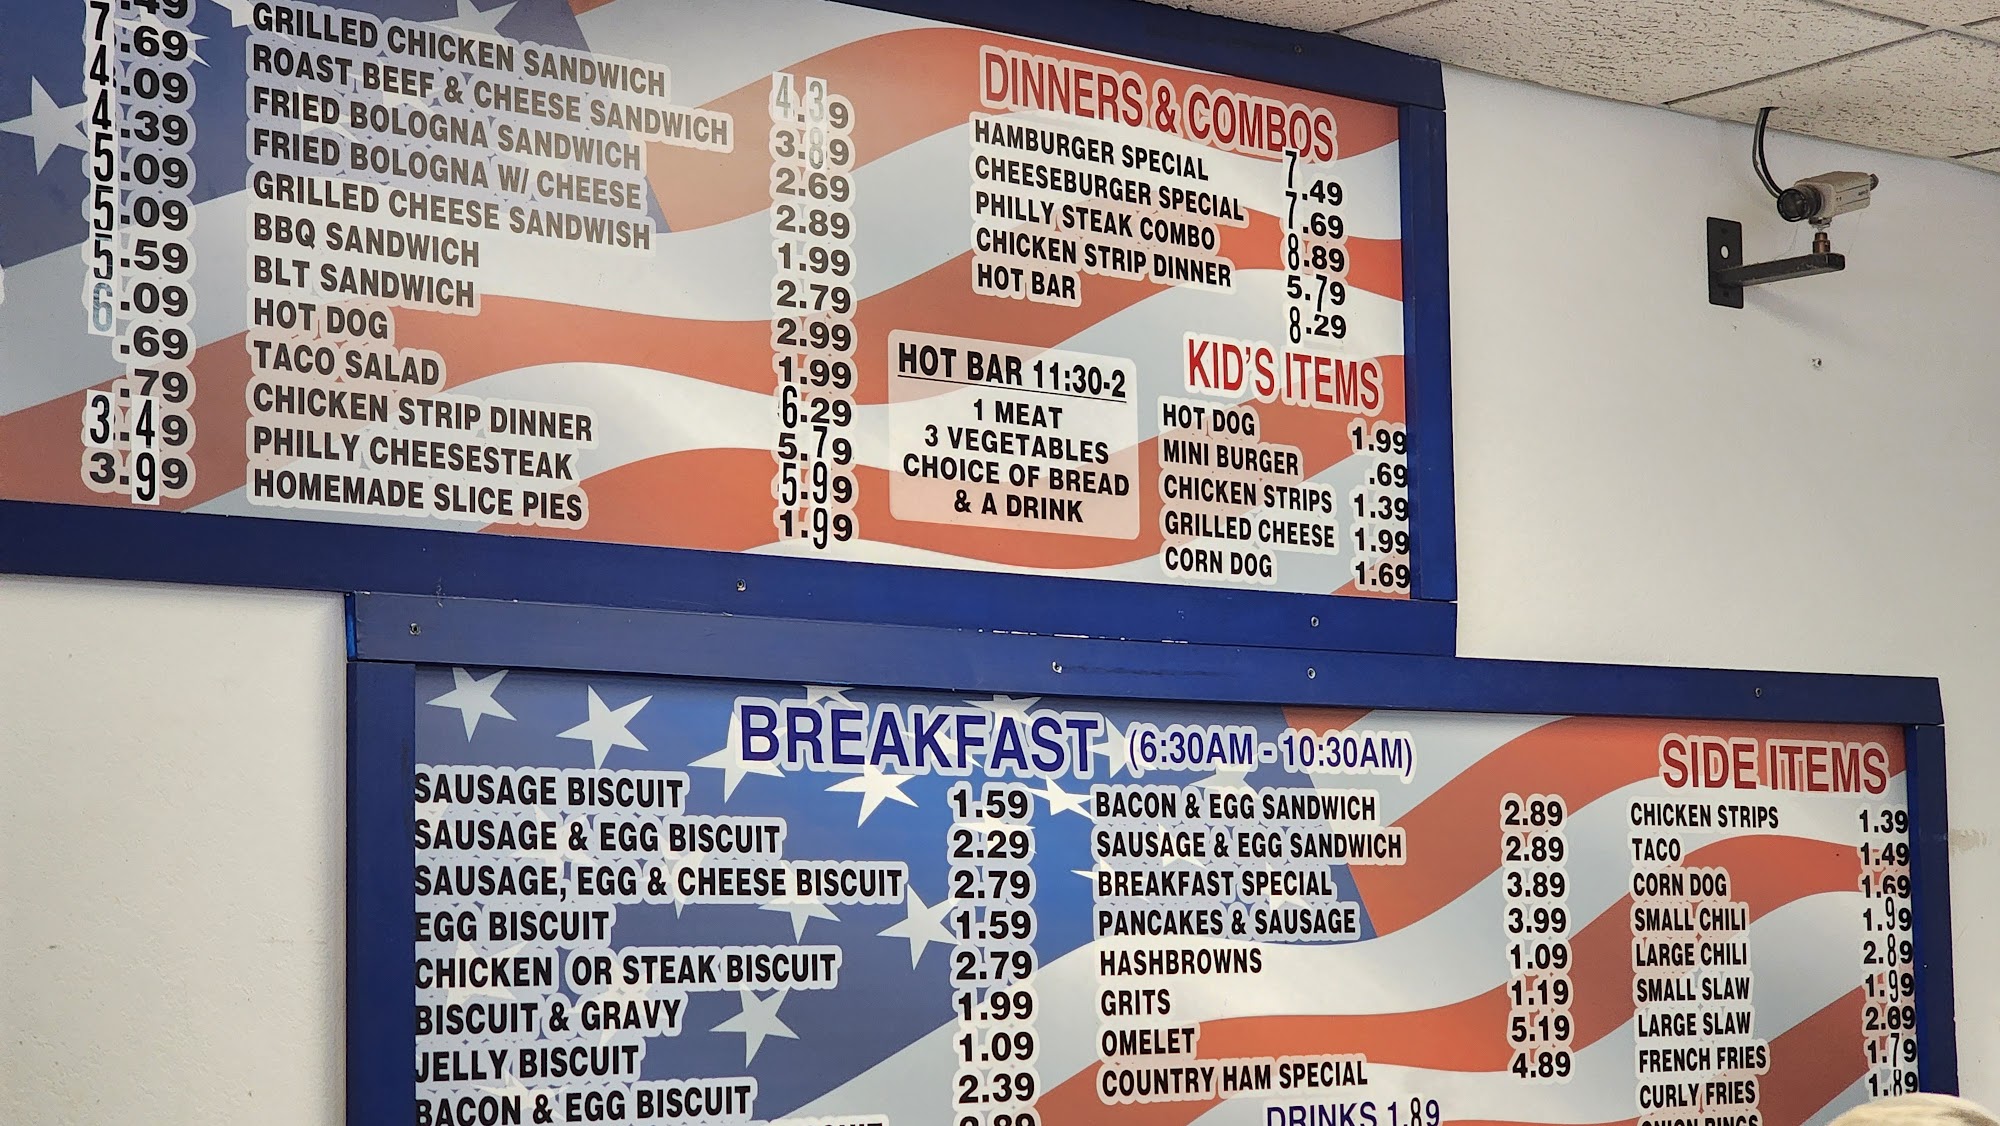 .49
7.69
4.09
4.39
5.09
5.09
5.59
6.09
.69
.79
3.49
3.99
GRILLED CHICKEN SANDWICH 4.39
ROAST BEEF & CHEESE SANDWICH 3.89
FRIED BOLOGNA SANDWICH 2.69
FRIED BOLOGNA W/ CHEESE 2.89
GRILLED CHEESE SANDWISH 1.99
BBQ SANDWICH 2.79
BLT SANDWICH 2.99
HOT DOG 1.99
TACO SALAD 6.29
CHICKEN STRIP DINNER 5.79
PHILLY CHEESESTEAK 5.99
HOMEMADE SLICE PIES 1.99
DINNERS & COMBOS
HAMBURGER SPECIAL 7.49
CHEESEBURGER SPECIAL 7.69
PHILLY STEAK COMBO 8.89
CHICKEN STRIP DINNER 5.79
HOT BAR 8.29
HOT BAR 11:30-2
1 MEAT
3 VEGETABLES
CHOICE OF BREAD
& A DRINK
KID'S ITEMS
HOT DOG 1.99
MINI BURGER .69
CHICKEN STRIPS 1.39
GRILLED CHEESE 1.99
CORN DOG 1.69
BREAKFAST (6:30AM - 10:30AM)
SAUSAGE BISCUIT 1.59
SAUSAGE & EGG BISCUIT 2.29
SAUSAGE, EGG & CHEESE BISCUIT 2.79
EGG BISCUIT 1.59
CHICKEN OR STEAK BISCUIT 2.79
BISCUIT & GRAVY 1.99
JELLY BISCUIT 1.09
BACON & EGG BISCUIT 2.39
BACON & EGG SANDWICH 2.89
SAUSAGE & EGG SANDWICH 2.89
BREAKFAST SPECIAL 3.89
PANCAKES & SAUSAGE 3.99
HASHBROWNS 1.09
GRITS 1.19
OMELET 5.19
COUNTRY HAM SPECIAL 4.89
DRINKS 1.89
SIDE ITEMS
CHICKEN STRIPS 1.39
TACO 1.49
CORN DOG 1.69
SMALL CHILI 1.99
LARGE CHILI 2.89
SMALL SLAW 1.99
LARGE SLAW 2.69
FRENCH FRIES 1.79
CURLY FRIES 1.89
ONION RINGS